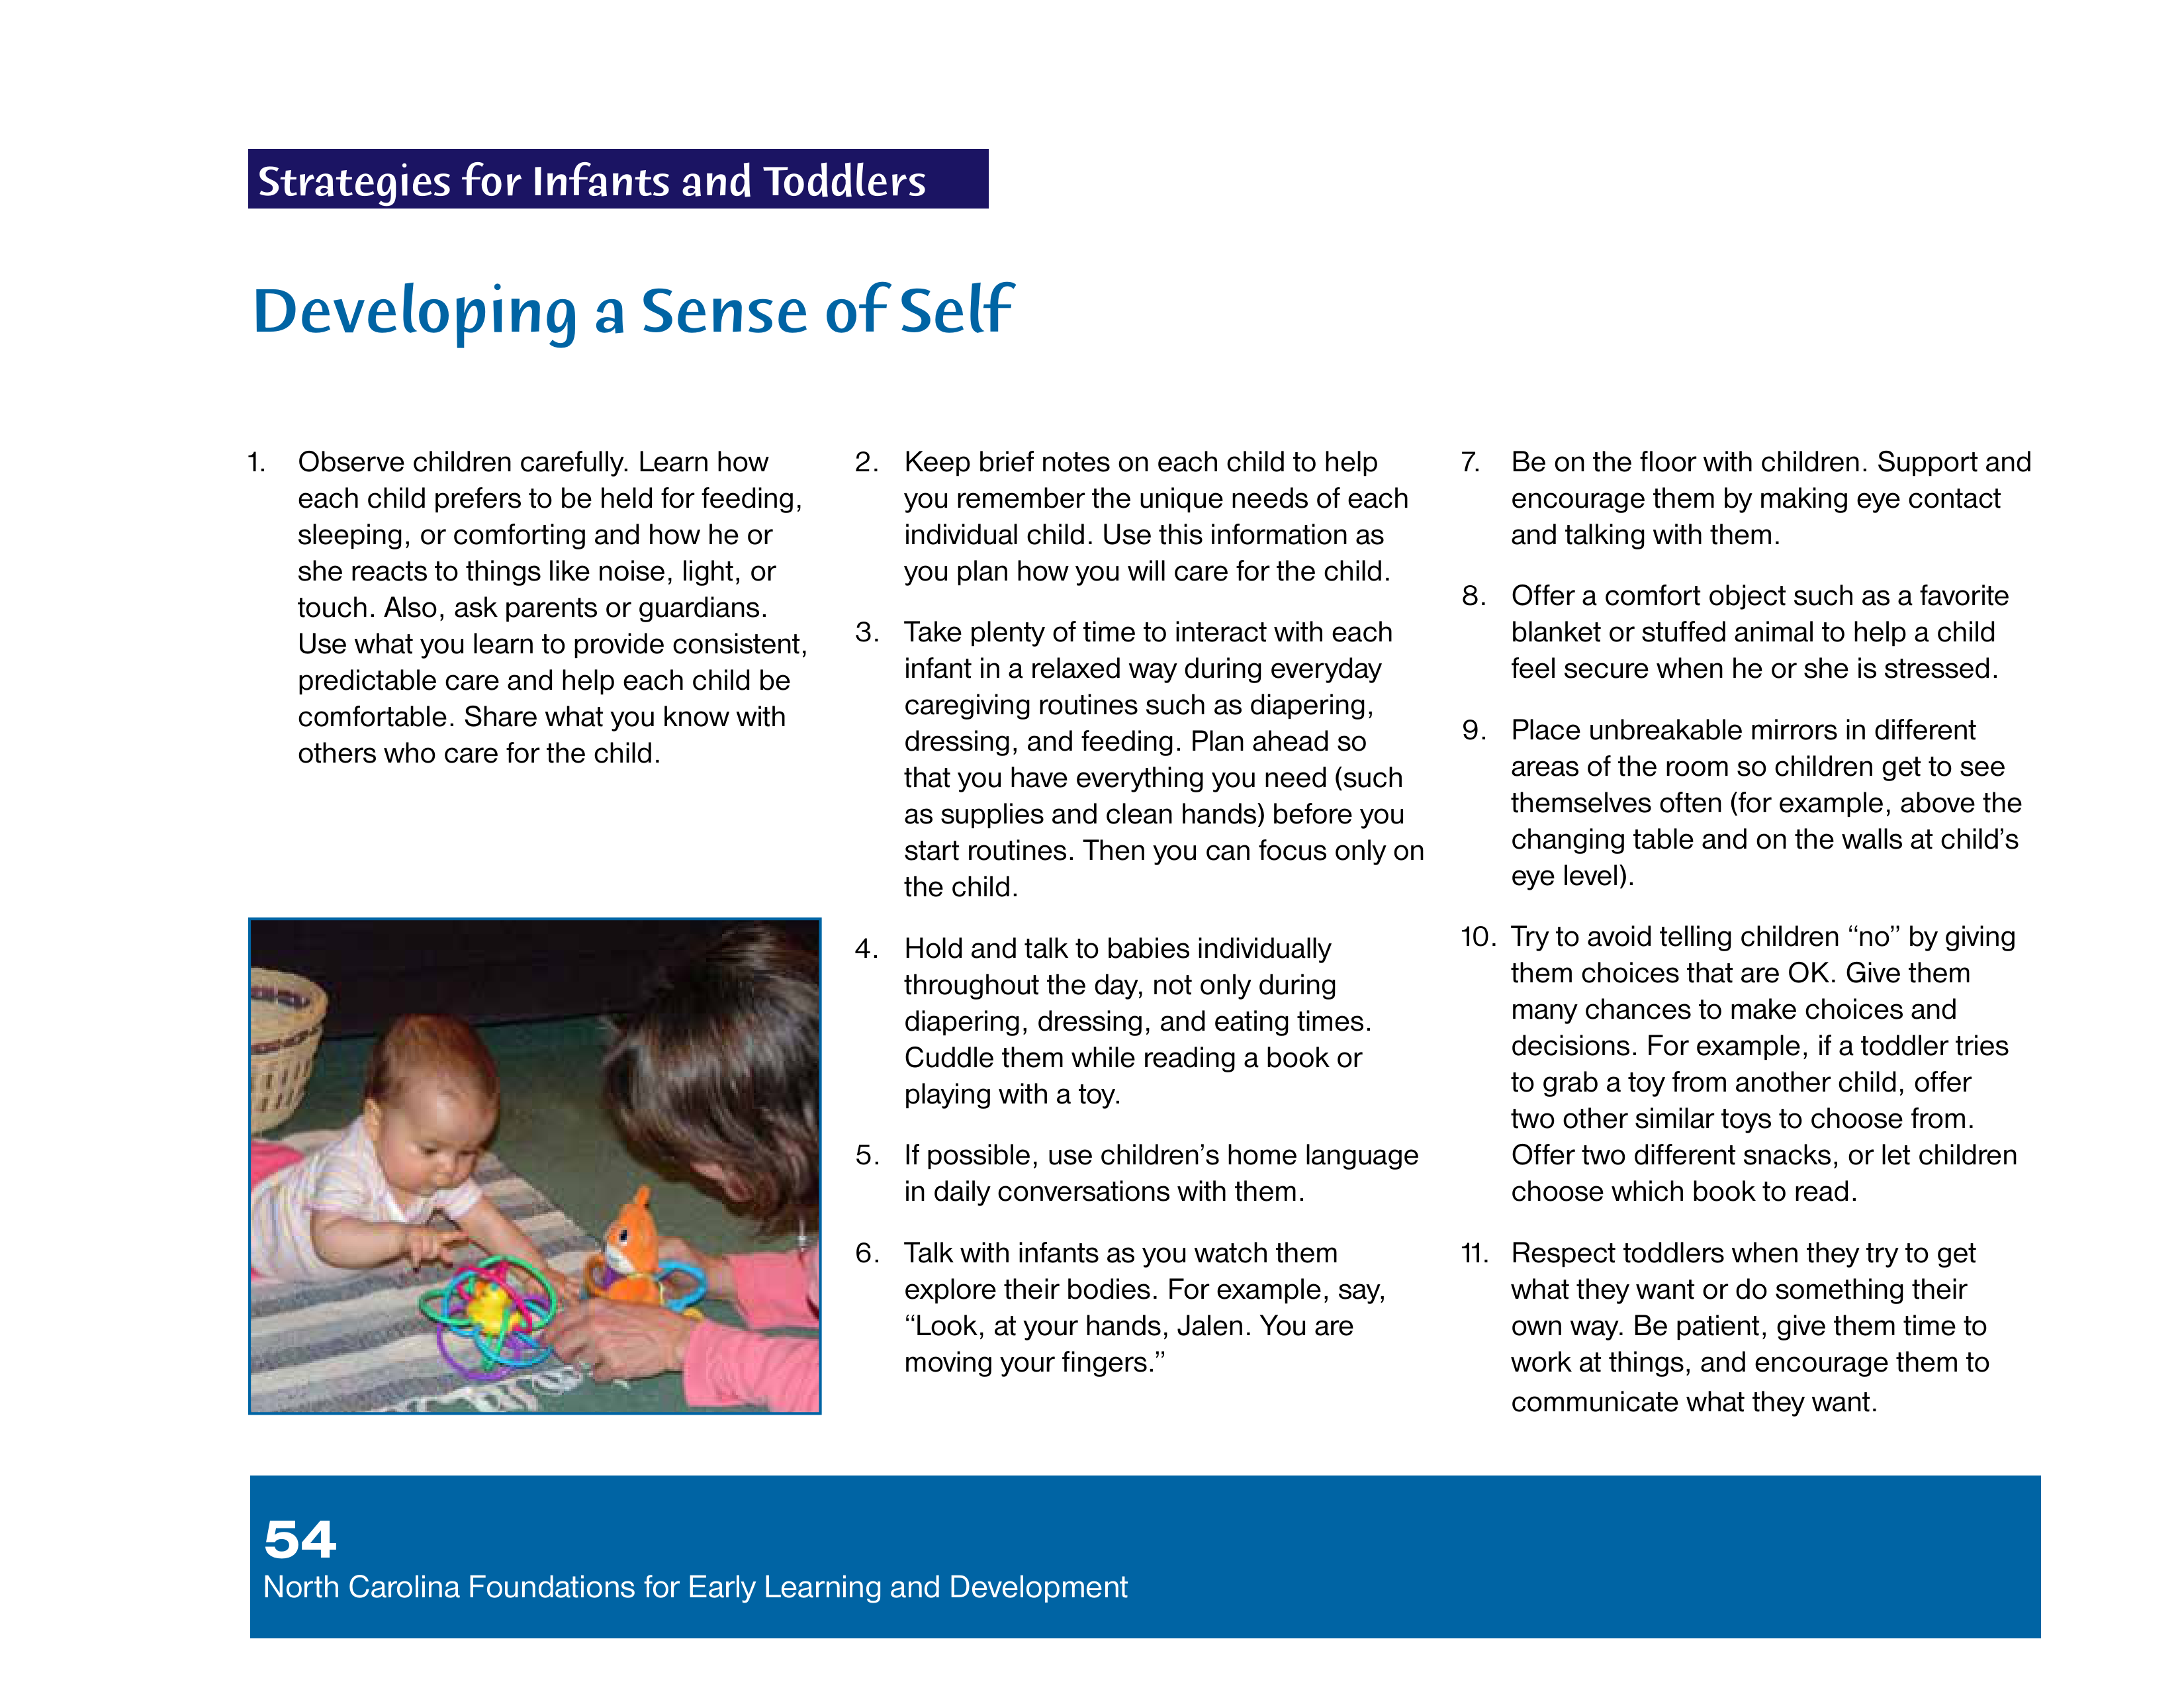 Strategies for Infants and Toddlers
Developing a Sense of Self
1. Observe children carefully. Learn how
each child prefers to be held for feeding,
sleeping, or comforting and how he or
she reacts to things like noise, light, or
touch. Also, ask parents or guardians.
Use what you learn to provide consistent,
predictable care and help each child be
comfortable. Share what you know with
others who care for the child.
2. Keep brief notes on each child to help
you remember the unique needs of each
individual child. Use this information as
you plan how you will care for the child.
3. Take plenty of time to interact with each
infant in a relaxed way during everyday
caregiving routines such as diapering,
dressing, and feeding. Plan ahead so
that you have everything you need (such
as supplies and clean hands) before you
start routines. Then you can focus only on
the child.
4. Hold and talk to babies individually
throughout the day, not only during
diapering, dressing, and eating times.
Cuddle them while reading a book or
playing with a toy.
5. If possible, use children’s home language
in daily conversations with them.
6. Talk with infants as you watch them
explore their bodies. For example, say,
“Look, at your hands, Jalen. You are
moving your fingers.”
7. Be on the floor with children. Support and
encourage them by making eye contact
and talking with them.
8. Offer a comfort object such as a favorite
blanket or stuffed animal to help a child
feel secure when he or she is stressed.
9. Place unbreakable mirrors in different
areas of the room so children get to see
themselves often (for example, above the
changing table and on the walls at child’s
eye level).
10. Try to avoid telling children “no” by giving
them choices that are OK. Give them
many chances to make choices and
decisions. For example, if a toddler tries
to grab a toy from another child, offer
two other similar toys to choose from.
Offer two different snacks, or let children
choose which book to read.
11. Respect toddlers when they try to get
what they want or do something their
own way. Be patient, give them time to
work at things, and encourage them to
communicate what they want.
54
North Carolina Foundations for Early Learning and Development